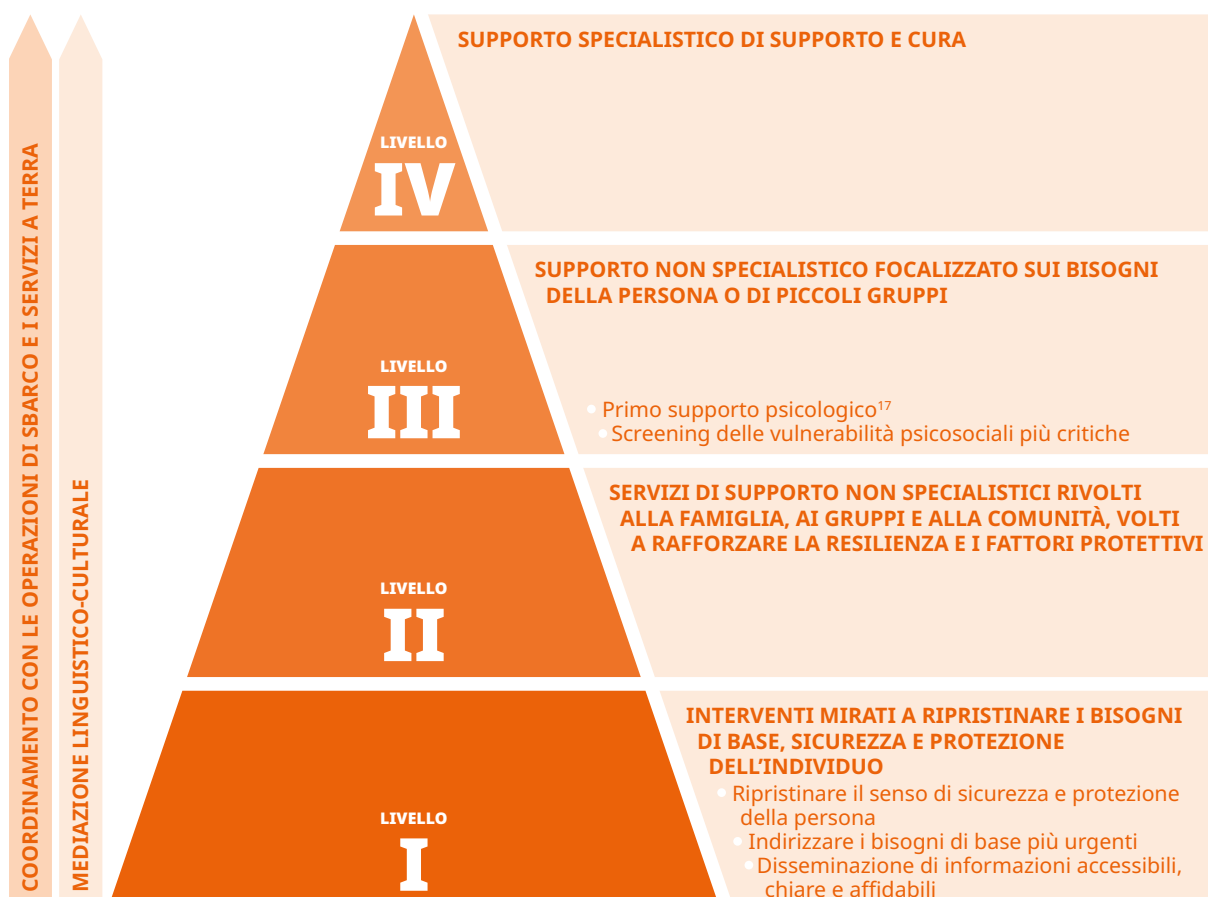 COORDINAMENTO CON LE OPERAZIONI DI SBARCO E I SERVIZI A TERRA
MEDIAZIONE LINGUISTICO-CULTURALE
LIVELLO
IV
SUPPORTO SPECIALISTICO DI SUPPORTO E CURA
LIVELLO
III
SUPPORTO NON SPECIALISTICO FOCALIZZATO SUI BISOGNI
DELLA PERSONA O DI PICCOLI GRUPPI
• Primo supporto psicologico¹⁷
• Screening delle vulnerabilità psicosociali più critiche
LIVELLO
II
SERVIZI DI SUPPORTO NON SPECIALISTICI RIVOLTI
ALLA FAMIGLIA, AI GRUPPI E ALLA COMUNITÀ, VOLTI
A RAFFORZARE LA RESILIENZA E I FATTORI PROTETTIVI
LIVELLO
I
INTERVENTI MIRATI A RIPRISTINARE I BISOGNI
DI BASE, SICUREZZA E PROTEZIONE
DELL’INDIVIDUO
• Ripristinare il senso di sicurezza e protezione
della persona
• Indirizzare i bisogni di base più urgenti
• Disseminazione di informazioni accessibili,
chiare e affidabili